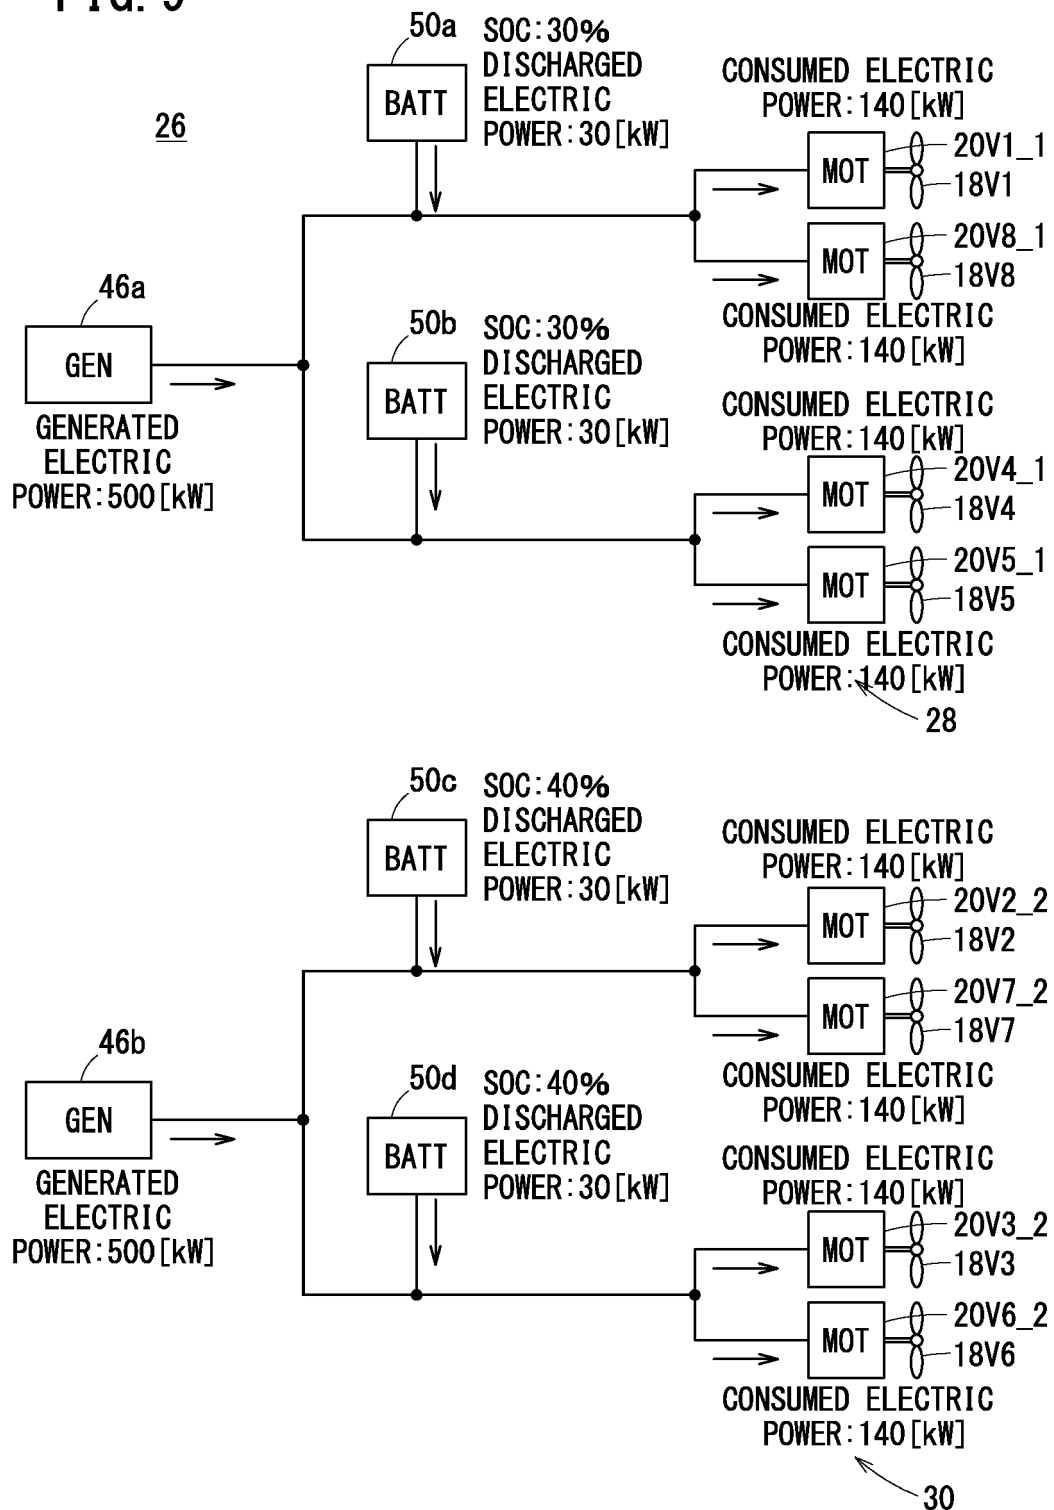 FIG.
26
50a
SOC:30%
DISCHARGED
ELECTRIC
POWER:30[kW]
BATT
CONSUMED ELECTRIC
POWER:140[kW]
MOT
20V1_1
18V1
MOT
20V8_1
18V8
CONSUMED ELECTRIC
POWER:140[kW]
46a
GEN
GENERATED
ELECTRIC
POWER:500[kW]
50b
SOC:30%
DISCHARGED
ELECTRIC
POWER:30[kW]
BATT
CONSUMED ELECTRIC
POWER:140[kW]
MOT
20V4_1
18V4
MOT
20V5_1
18V5
CONSUMED ELECTRIC
POWER:140[kW]
28
50c
SOC:40%
DISCHARGED
ELECTRIC
POWER:30[kW]
BATT
CONSUMED ELECTRIC
POWER:140[kW]
MOT
20V2_2
18V2
MOT
20V7_2
18V7
CONSUMED ELECTRIC
POWER:140[kW]
46b
GEN
GENERATED
ELECTRIC
POWER:500[kW]
50d
SOC:40%
DISCHARGED
ELECTRIC
POWER:30[kW]
BATT
CONSUMED ELECTRIC
POWER:140[kW]
MOT
20V3_2
18V3
MOT
20V6_2
18V6
CONSUMED ELECTRIC
POWER:140[kW]
30